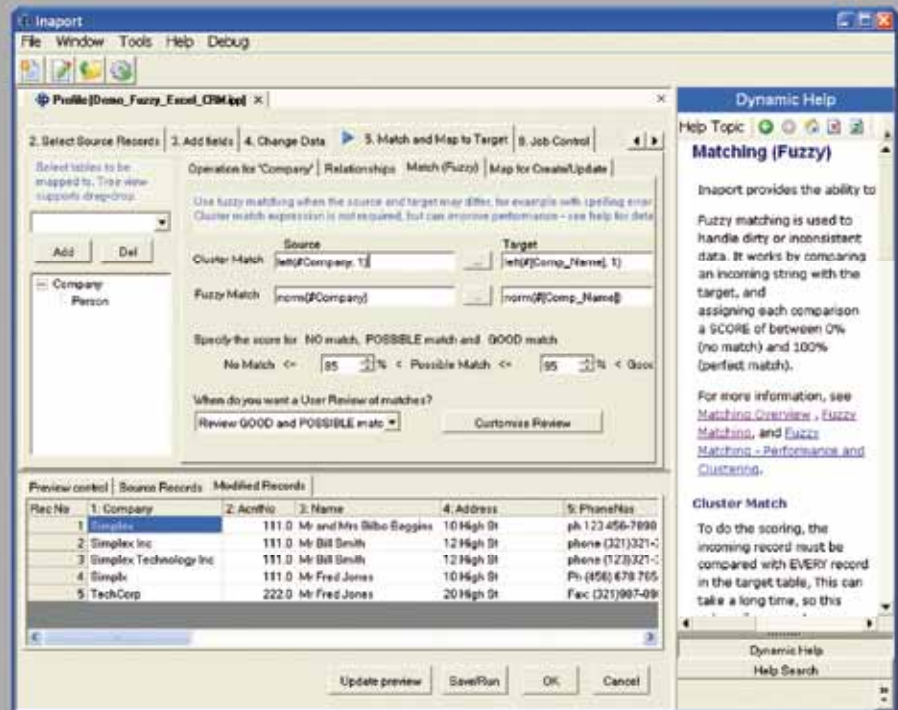 Inaport
File Window Tools Help Debug
Profile [Demo_Fuzzy_Excel_CRM.ipp] ×
2. Select Source Records 3. Add fields 4. Change Data 5. Match and Map to Target 6. Job Control
Select tables to be
mapped to. Tree view
supports drag-drop.
Add Del
Company
Person
Operation for 'Company' Relationships Match (Fuzzy) Map for Create/Update
Use fuzzy matching when the source and target may differ, for example with spelling error
Cluster match expression is not required, but can improve performance - see help for deta
Source Target
Cluster Match left(#Company, 1) ... left(#[Comp_Name], 1)
Fuzzy Match norm(#Company) ... norm(#[Comp_Name])
Specify the score for NO match, POSSIBLE match and GOOD match
No Match <= % < Possible Match <= 95 % < Good
When do you want a User Review of matches?
Review GOOD and POSSIBLE matc Customise Review
Preview control Source Records Modified Records
Rec No 1: Company 2: AcntNo 3: Name 4: Address 5: PhoneNos
1 Simplex 111.0 Mr and Mrs Bilbo Baggins 10 High St ph 123 456-7890
2 Simplex Inc 111.0 Mr Bill Smith 12 High St phone (321)321-
3 Simplex Technology Inc 111.0 Mr Bill Smith 12 High St phone (123)321-
4 Simplx 111.0 Mr Fred Jones 10 High St Ph (456) 678 765
5 TechCorp 222.0 Mr Fred Jones 20 High St Fax: (321)987-
Update preview Save/Run OK Cancel
Dynamic Help
Help Topic
Matching (Fuzzy)
Inaport provides the ability to
Fuzzy matching is used to
handle dirty or inconsistent
data. It works by comparing
an incoming string with the
target, and
assigning each comparison
a SCORE of between 0%
(no match) and 100%
(perfect match).
For more information, see
Matching Overview , Fuzzy
Matching, and Fuzzy
Matching - Performance and
Clustering.
Cluster Match
To do the scoring, the
incoming record must be
compared with EVERY record
in the target table, This can
take a long time, so this
Dynamic Help
Help Search